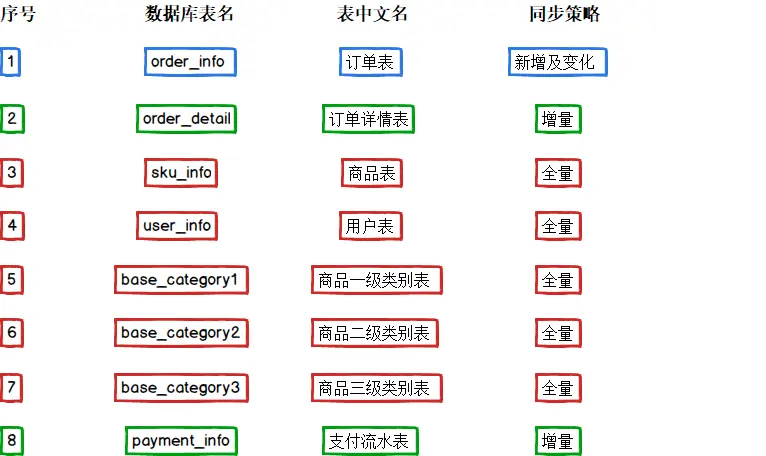 序号 数据库表名 表中文名 同步策略
1 order_info 订单表 新增及变化
2 order_detail 订单详情表 增量
3 sku_info 商品表 全量
4 user_info 用户表 全量
5 base_category1 商品一级类别表 全量
6 base_category2 商品二级类别表 全量
7 base_category3 商品三级类别表 全量
8 payment_info 支付流水表 增量